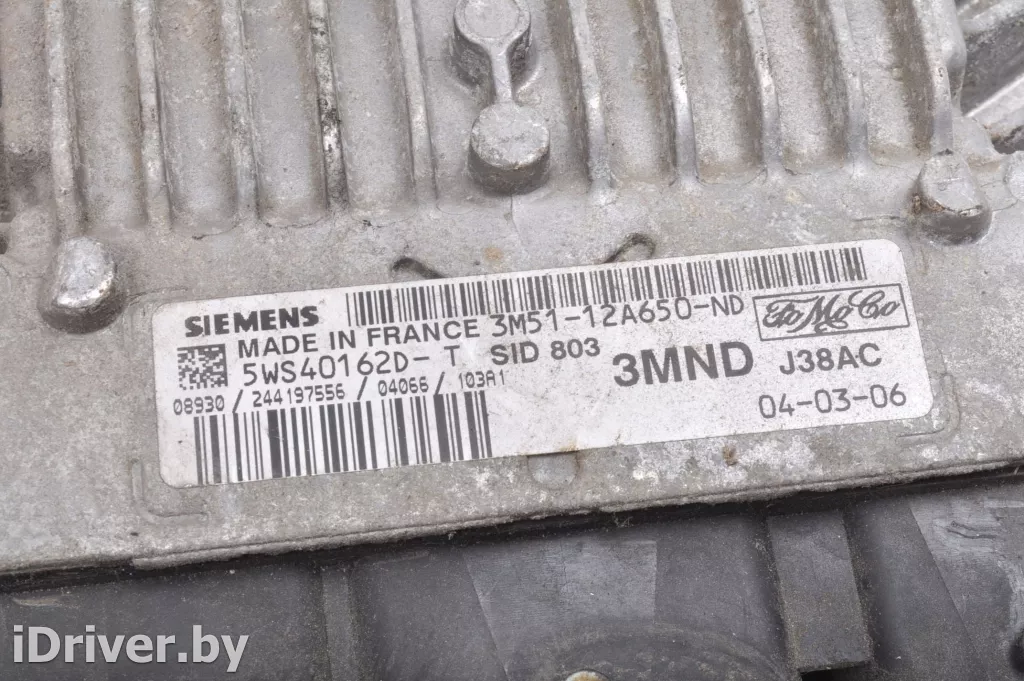 SIEMENS
MADE IN FRANCE 3M51-12A650-ND
FoMoCo
5WS40162D-T SID 803
3MND J38AC
08930 / 244197556 / 04066 / 103A1
04-03-06
iDriver.by